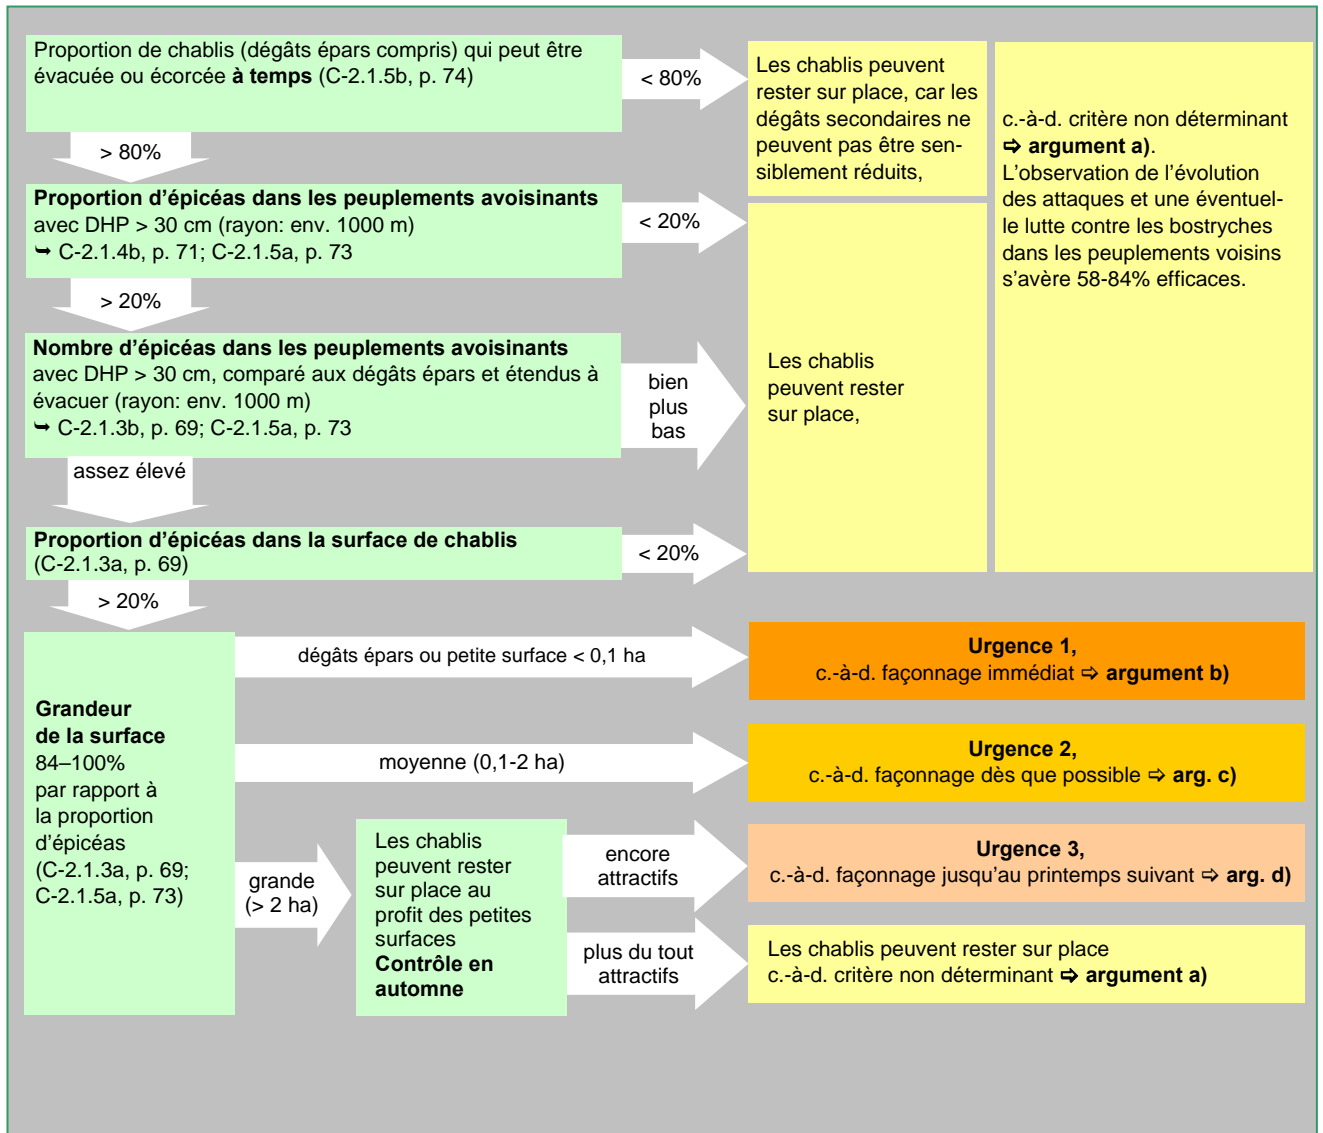 Proportion de chablis (dégâts épars compris) qui peut être
évacuée ou écorcée à temps (C-2.1.5b, p. 74)
< 80%
Les chablis peuvent
rester sur place, car les
dégâts secondaires ne
peuvent pas être sen-
siblement réduits,
c.-à-d. critère non déterminant
⇨ argument a).
L'observation de l'évolution
des attaques et une éventuel-
le lutte contre les bostryches
dans les peuplements voisins
s'avère 58-84% efficaces.
> 80%
Proportion d'épicéas dans les peuplements avoisinants
avec DHP > 30 cm (rayon: env. 1000 m)
➥ C-2.1.4b, p. 71; C-2.1.5a, p. 73
< 20%
> 20%
Nombre d'épicéas dans les peuplements avoisinants
avec DHP > 30 cm, comparé aux dégâts épars et étendus à
évacuer (rayon: env. 1000 m)
➥ C-2.1.3b, p. 69; C-2.1.5a, p. 73
bien
plus
bas
Les chablis
peuvent rester
sur place,
assez élevé
Proportion d'épicéas dans la surface de chablis
(C-2.1.3a, p. 69)
< 20%
> 20%
Grandeur
de la surface
84–100%
par rapport à
la proportion
d'épicéas
(C-2.1.3a, p. 69;
C-2.1.5a, p. 73)
dégâts épars ou petite surface < 0,1 ha
Urgence 1,
c.-à-d. façonnage immédiat ⇨ argument b)
moyenne (0,1-2 ha)
Urgence 2,
c.-à-d. façonnage dès que possible ⇨ arg. c)
grande
(> 2 ha)
Les chablis
peuvent rester
sur place au
profit des petites
surfaces
Contrôle en
automne
encore
attractifs
Urgence 3,
c.-à-d. façonnage jusqu'au printemps suivant ⇨ arg. d)
plus du tout
attractifs
Les chablis peuvent rester sur place
c.-à-d. critère non déterminant ⇨ argument a)